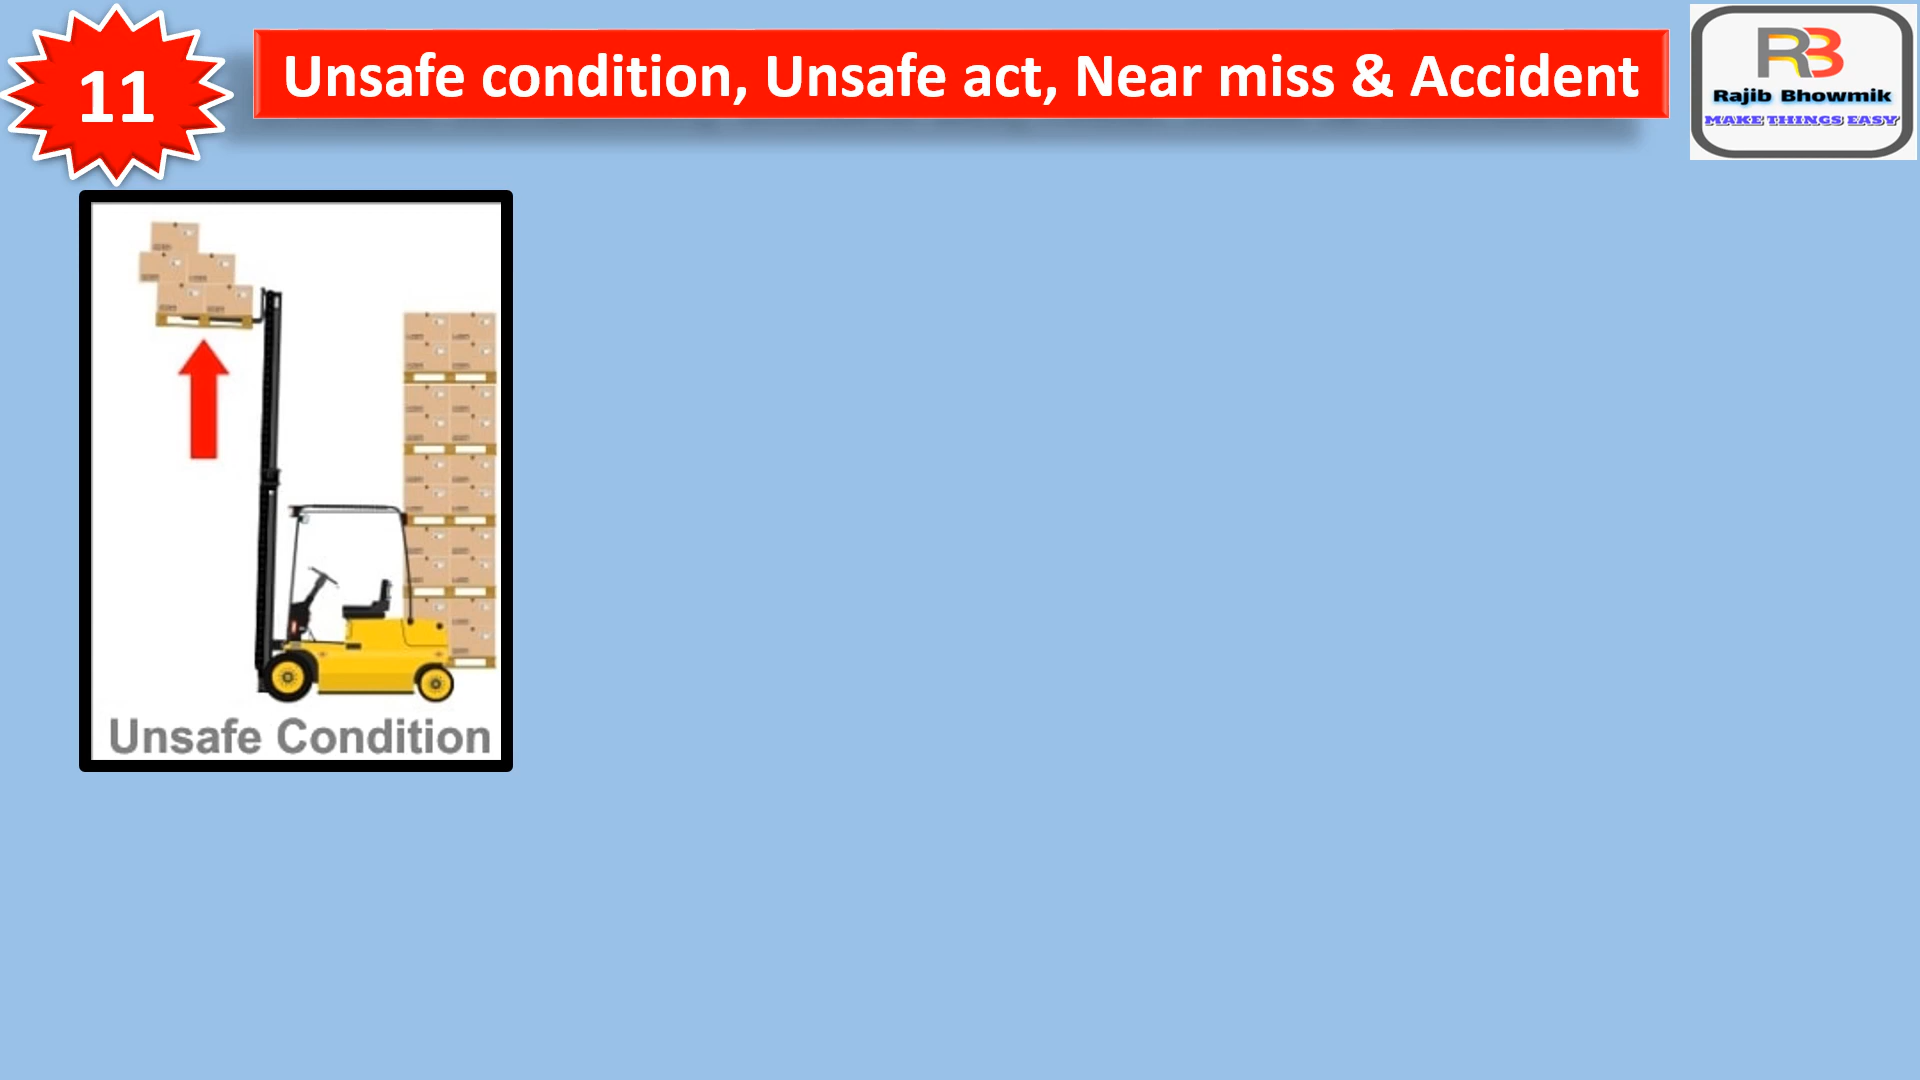 11
Unsafe condition, Unsafe act, Near miss & Accident
RB
Rajib Bhowmik
MAKE THINGS EASY
Unsafe Condition